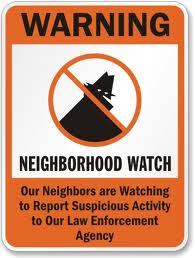 WARNING
NEIGHBORHOOD WATCH
Our Neighbors are Watching
to Report Suspicious Activity
to Our Law Enforcement
Agency